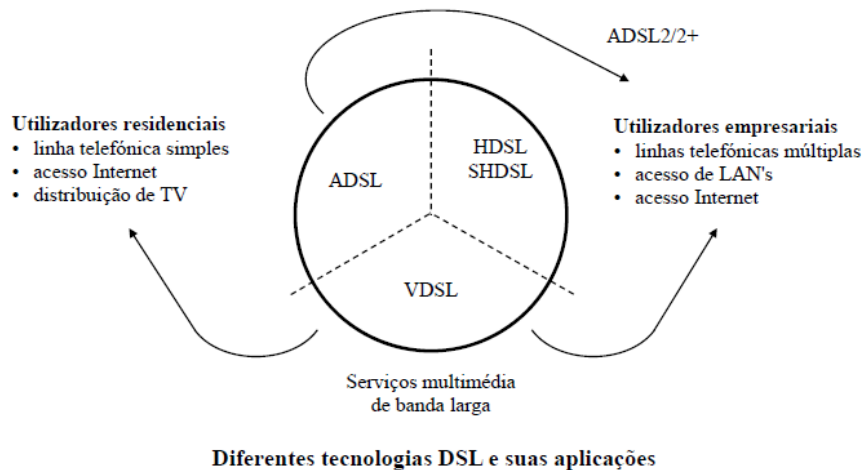 ADSL2/2+
Utilizadores residenciais
• linha telefónica simples
• acesso Internet
• distribuição de TV
ADSL
HDSL
SHDSL
Utilizadores empresariais
• linhas telefónicas múltiplas
• acesso de LAN's
• acesso Internet
VDSL
Serviços multimédia
de banda larga
Diferentes tecnologias DSL e suas aplicações